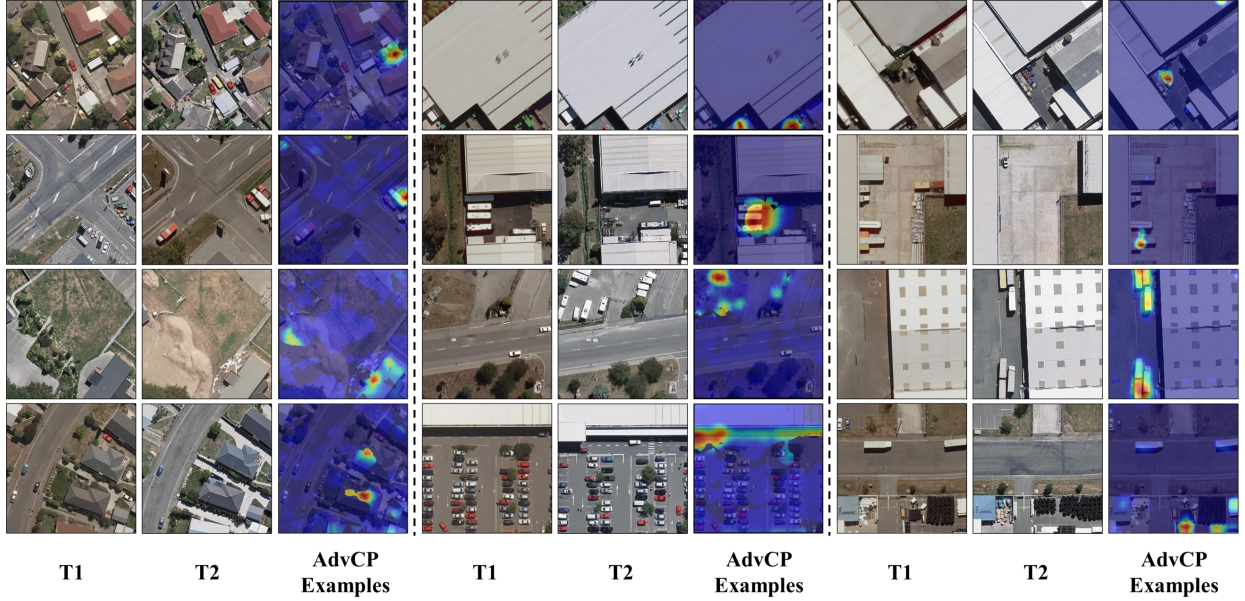 T1
T2
AdvCP
Examples
T1
T2
AdvCP
Examples
T1
T2
AdvCP
Examples